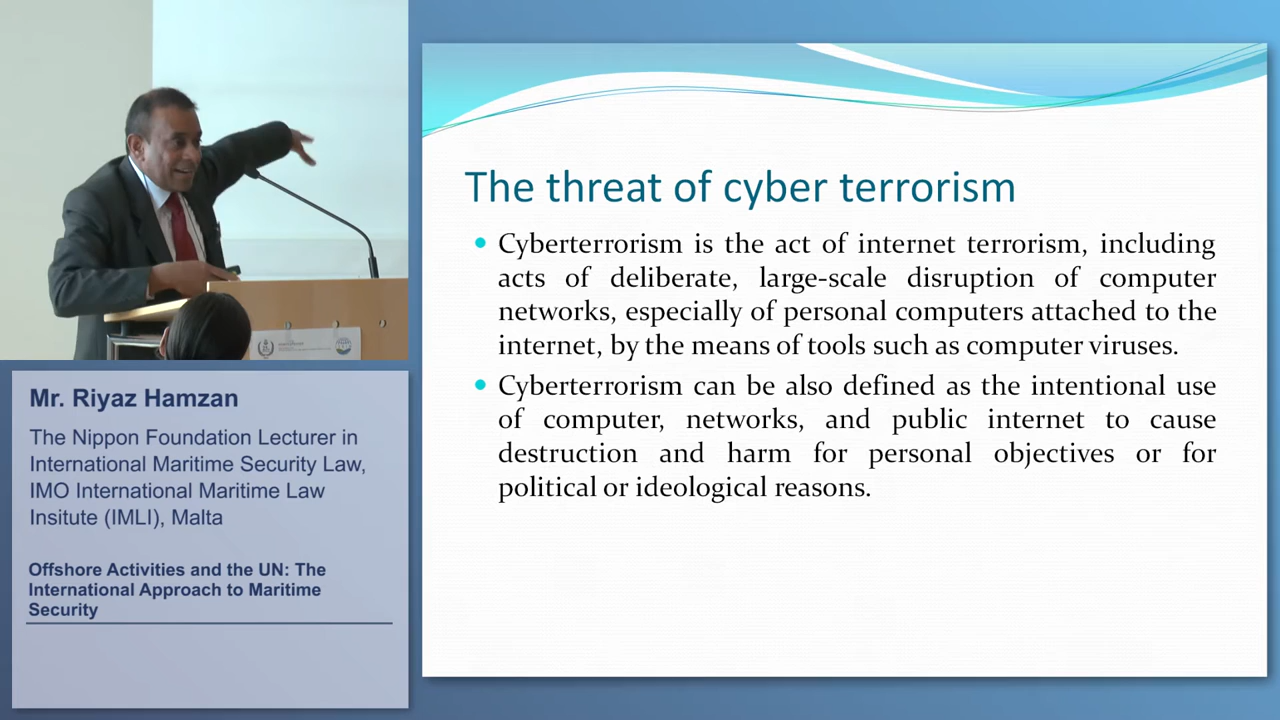 Mr. Riyaz Hamzan
The Nippon Foundation Lecturer in
International Maritime Security Law,
IMO International Maritime Law
Insitute (IMLI), Malta
Offshore Activities and the UN: The
International Approach to Maritime
Security
The threat of cyber terrorism
Cyberterrorism is the act of internet terrorism, including
acts of deliberate, large-scale disruption of computer
networks, especially of personal computers attached to the
internet, by the means of tools such as computer viruses.
Cyberterrorism can be also defined as the intentional use
of computer, networks, and public internet to cause
destruction and harm for personal objectives or for
political or ideological reasons.